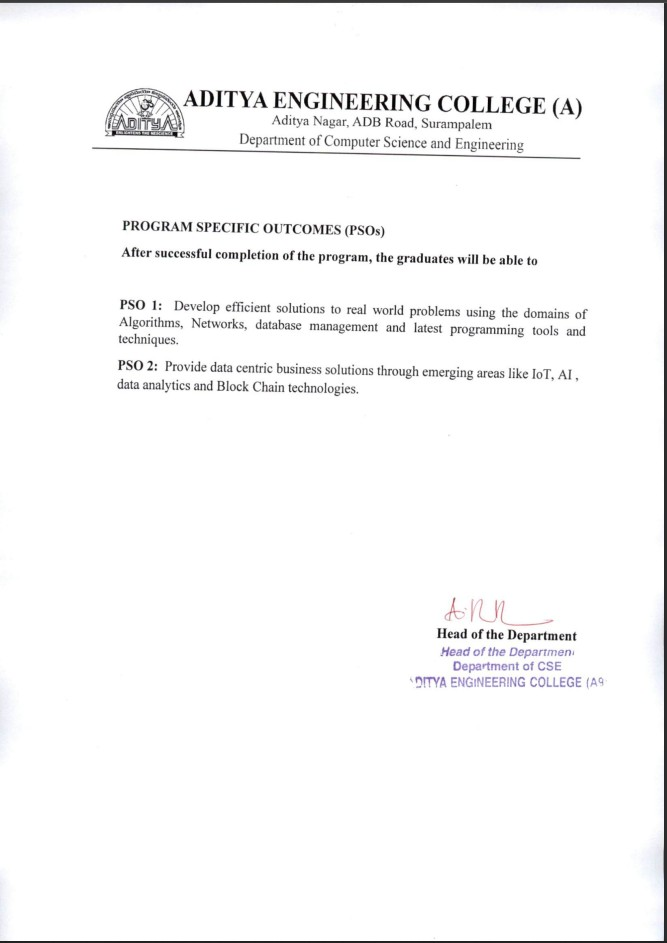 ADITYA
ADITYA ENGINEERING COLLEGE (A)
Aditya Nagar, ADB Road, Surampalem
Department of Computer Science and Engineering
PROGRAM SPECIFIC OUTCOMES (PSOs)
After successful completion of the program, the graduates will be able to
PSO 1: Develop efficient solutions to real world problems using the domains of
Algorithms, Networks, database management and latest programming tools and
techniques.
PSO 2: Provide data centric business solutions through emerging areas like IoT, AI ,
data analytics and Block Chain technologies.
Head of the Department
Head of the Departmen
Department of CSE
DITYA ENGINEERING COLLEGE (A9